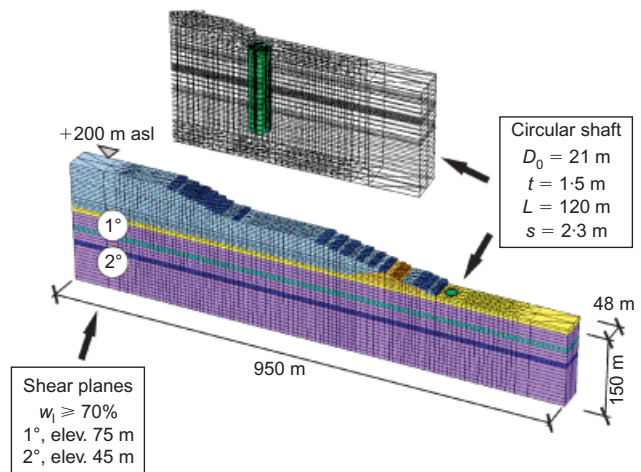 +200 m asl
Circular shaft
D₀ = 21 m
t = 1·5 m
L = 120 m
s = 2·3 m
1°
2°
48 m
150 m
950 m
Shear planes
wₗ ⩾ 70%
1°, elev. 75 m
2°, elev. 45 m